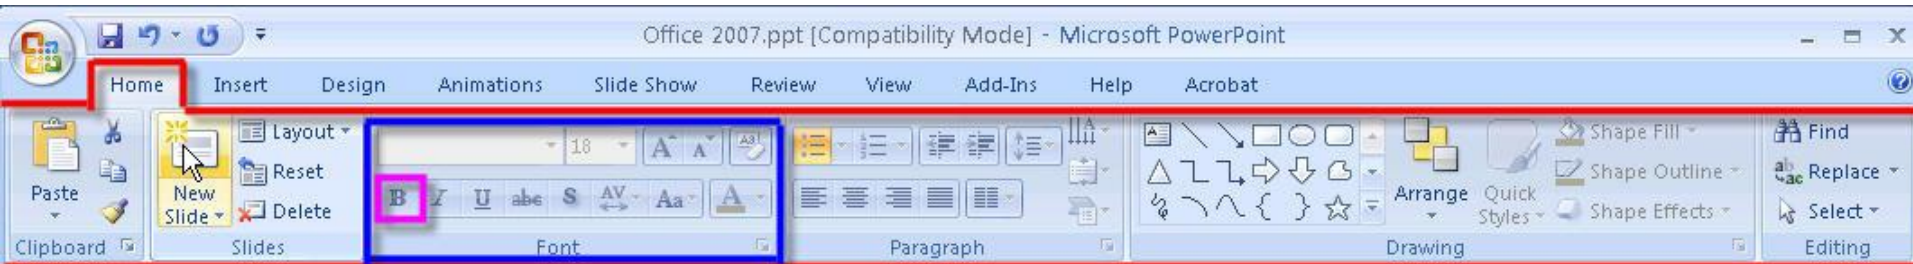 Office 2007.ppt [Compatibility Mode] - Microsoft PowerPoint
Home Insert Design Animations Slide Show Review View Add-Ins Help Acrobat
Layout 18 A A Aa Shape Fill Find
Reset Shape Outline Replace
Paste New Slide Delete B I U abe S AV Aa A Arrange Quick Styles Shape Effects Select
Clipboard Slides Font Paragraph Drawing Editing